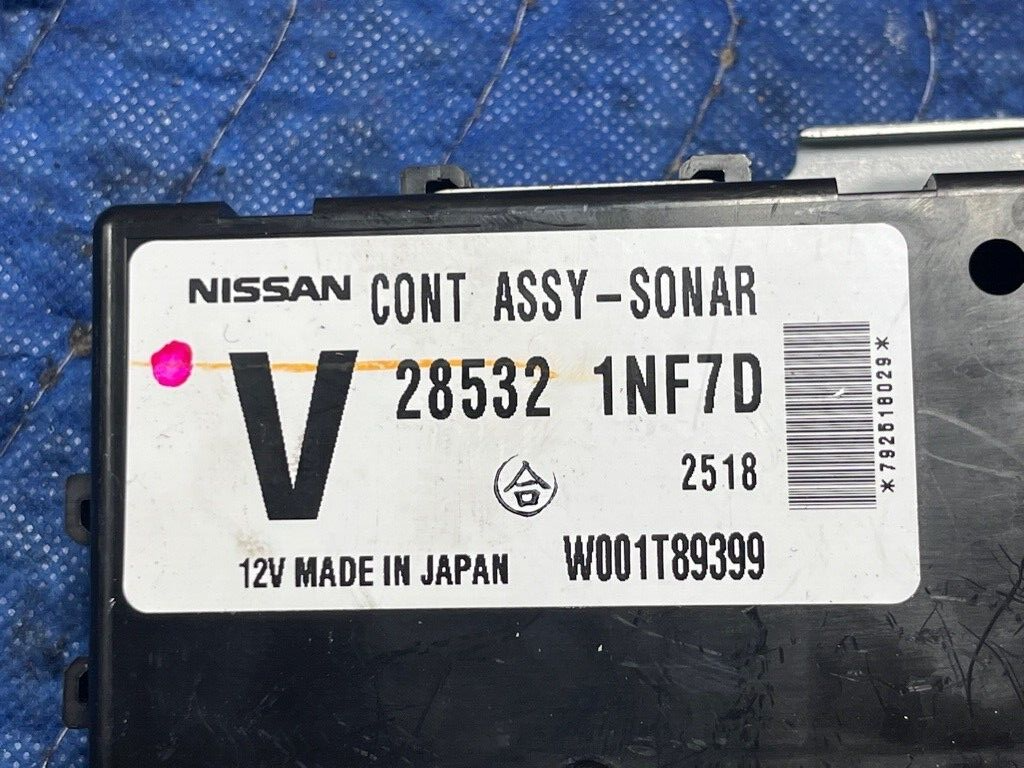 NISSAN CONT ASSY-SONAR
V 28532 1NF7D
合 2518
12V MADE IN JAPAN W001T89399
*792518029*